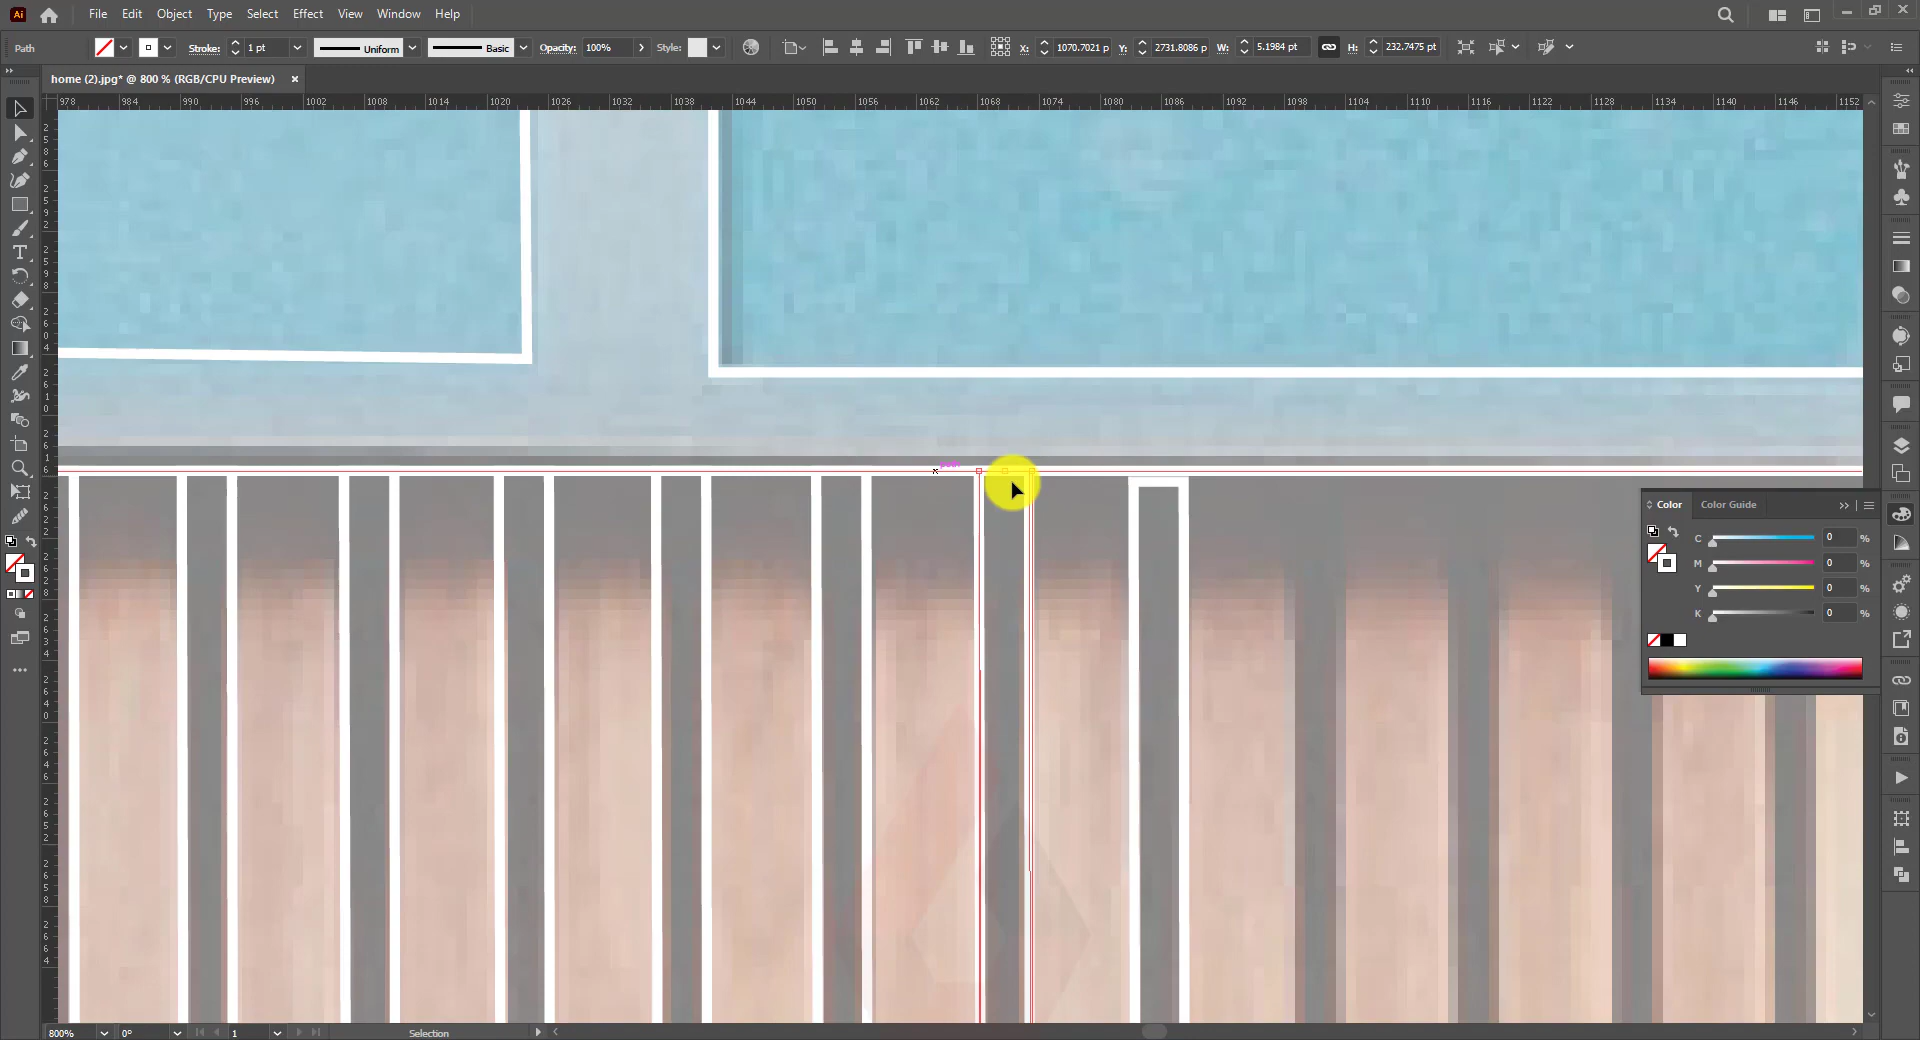 Ai File Edit Object Type Select Effect View Window Help
Path Stroke: 1 pt Uniform Basic Opacity: 100% Style: X: 1070.7021 p Y: 2731.8086 p W: 5.1984 pt H: 232.7475 pt
home (2).jpg* @ 800 % (RGB/CPU Preview)
978 984 990 996 1002 1008 1014 1020 1026 1032 1038 1044 1050 1056 1062 1068 1074 1080 1086 1092 1098 1104 1110 1116 1122 1128 1134 1140 1146 1152
Color Color Guide
C 0 %
M 0 %
Y 0 %
K 0 %
800% 0° 1 Selection